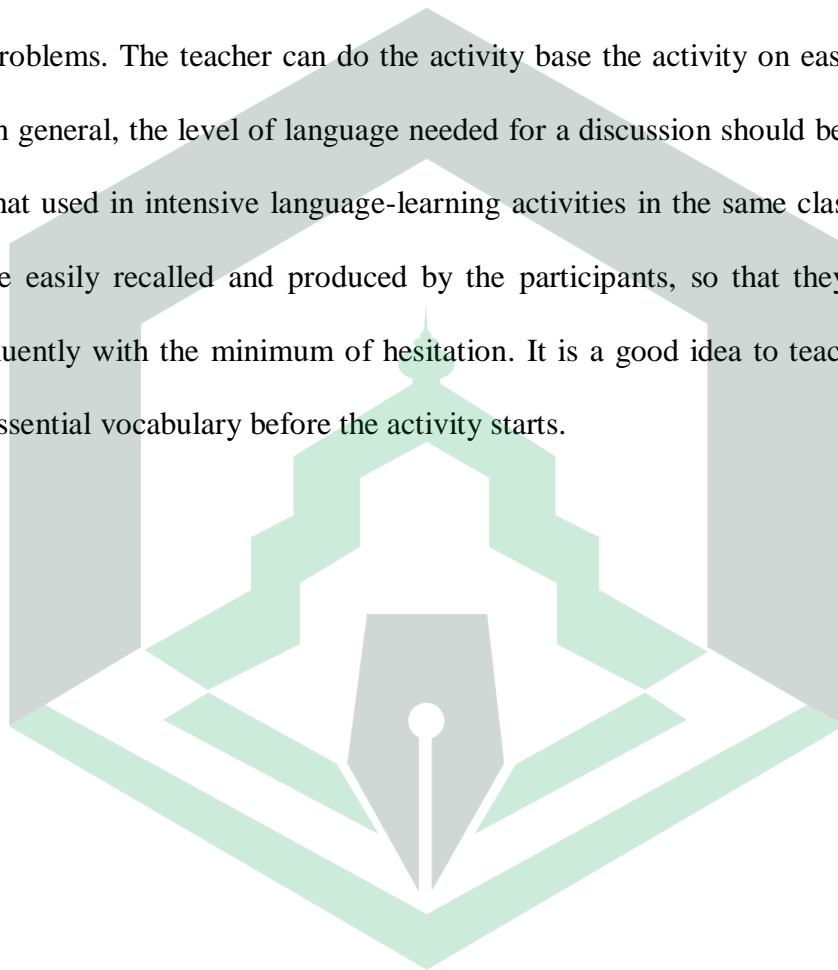 roblems. The teacher can do the activity base the activity on eas
n general, the level of language needed for a discussion should be
hat used in intensive language-learning activities in the same clas
e easily recalled and produced by the participants, so that they
luently with the minimum of hesitation. It is a good idea to teac
ssential vocabulary before the activity starts.